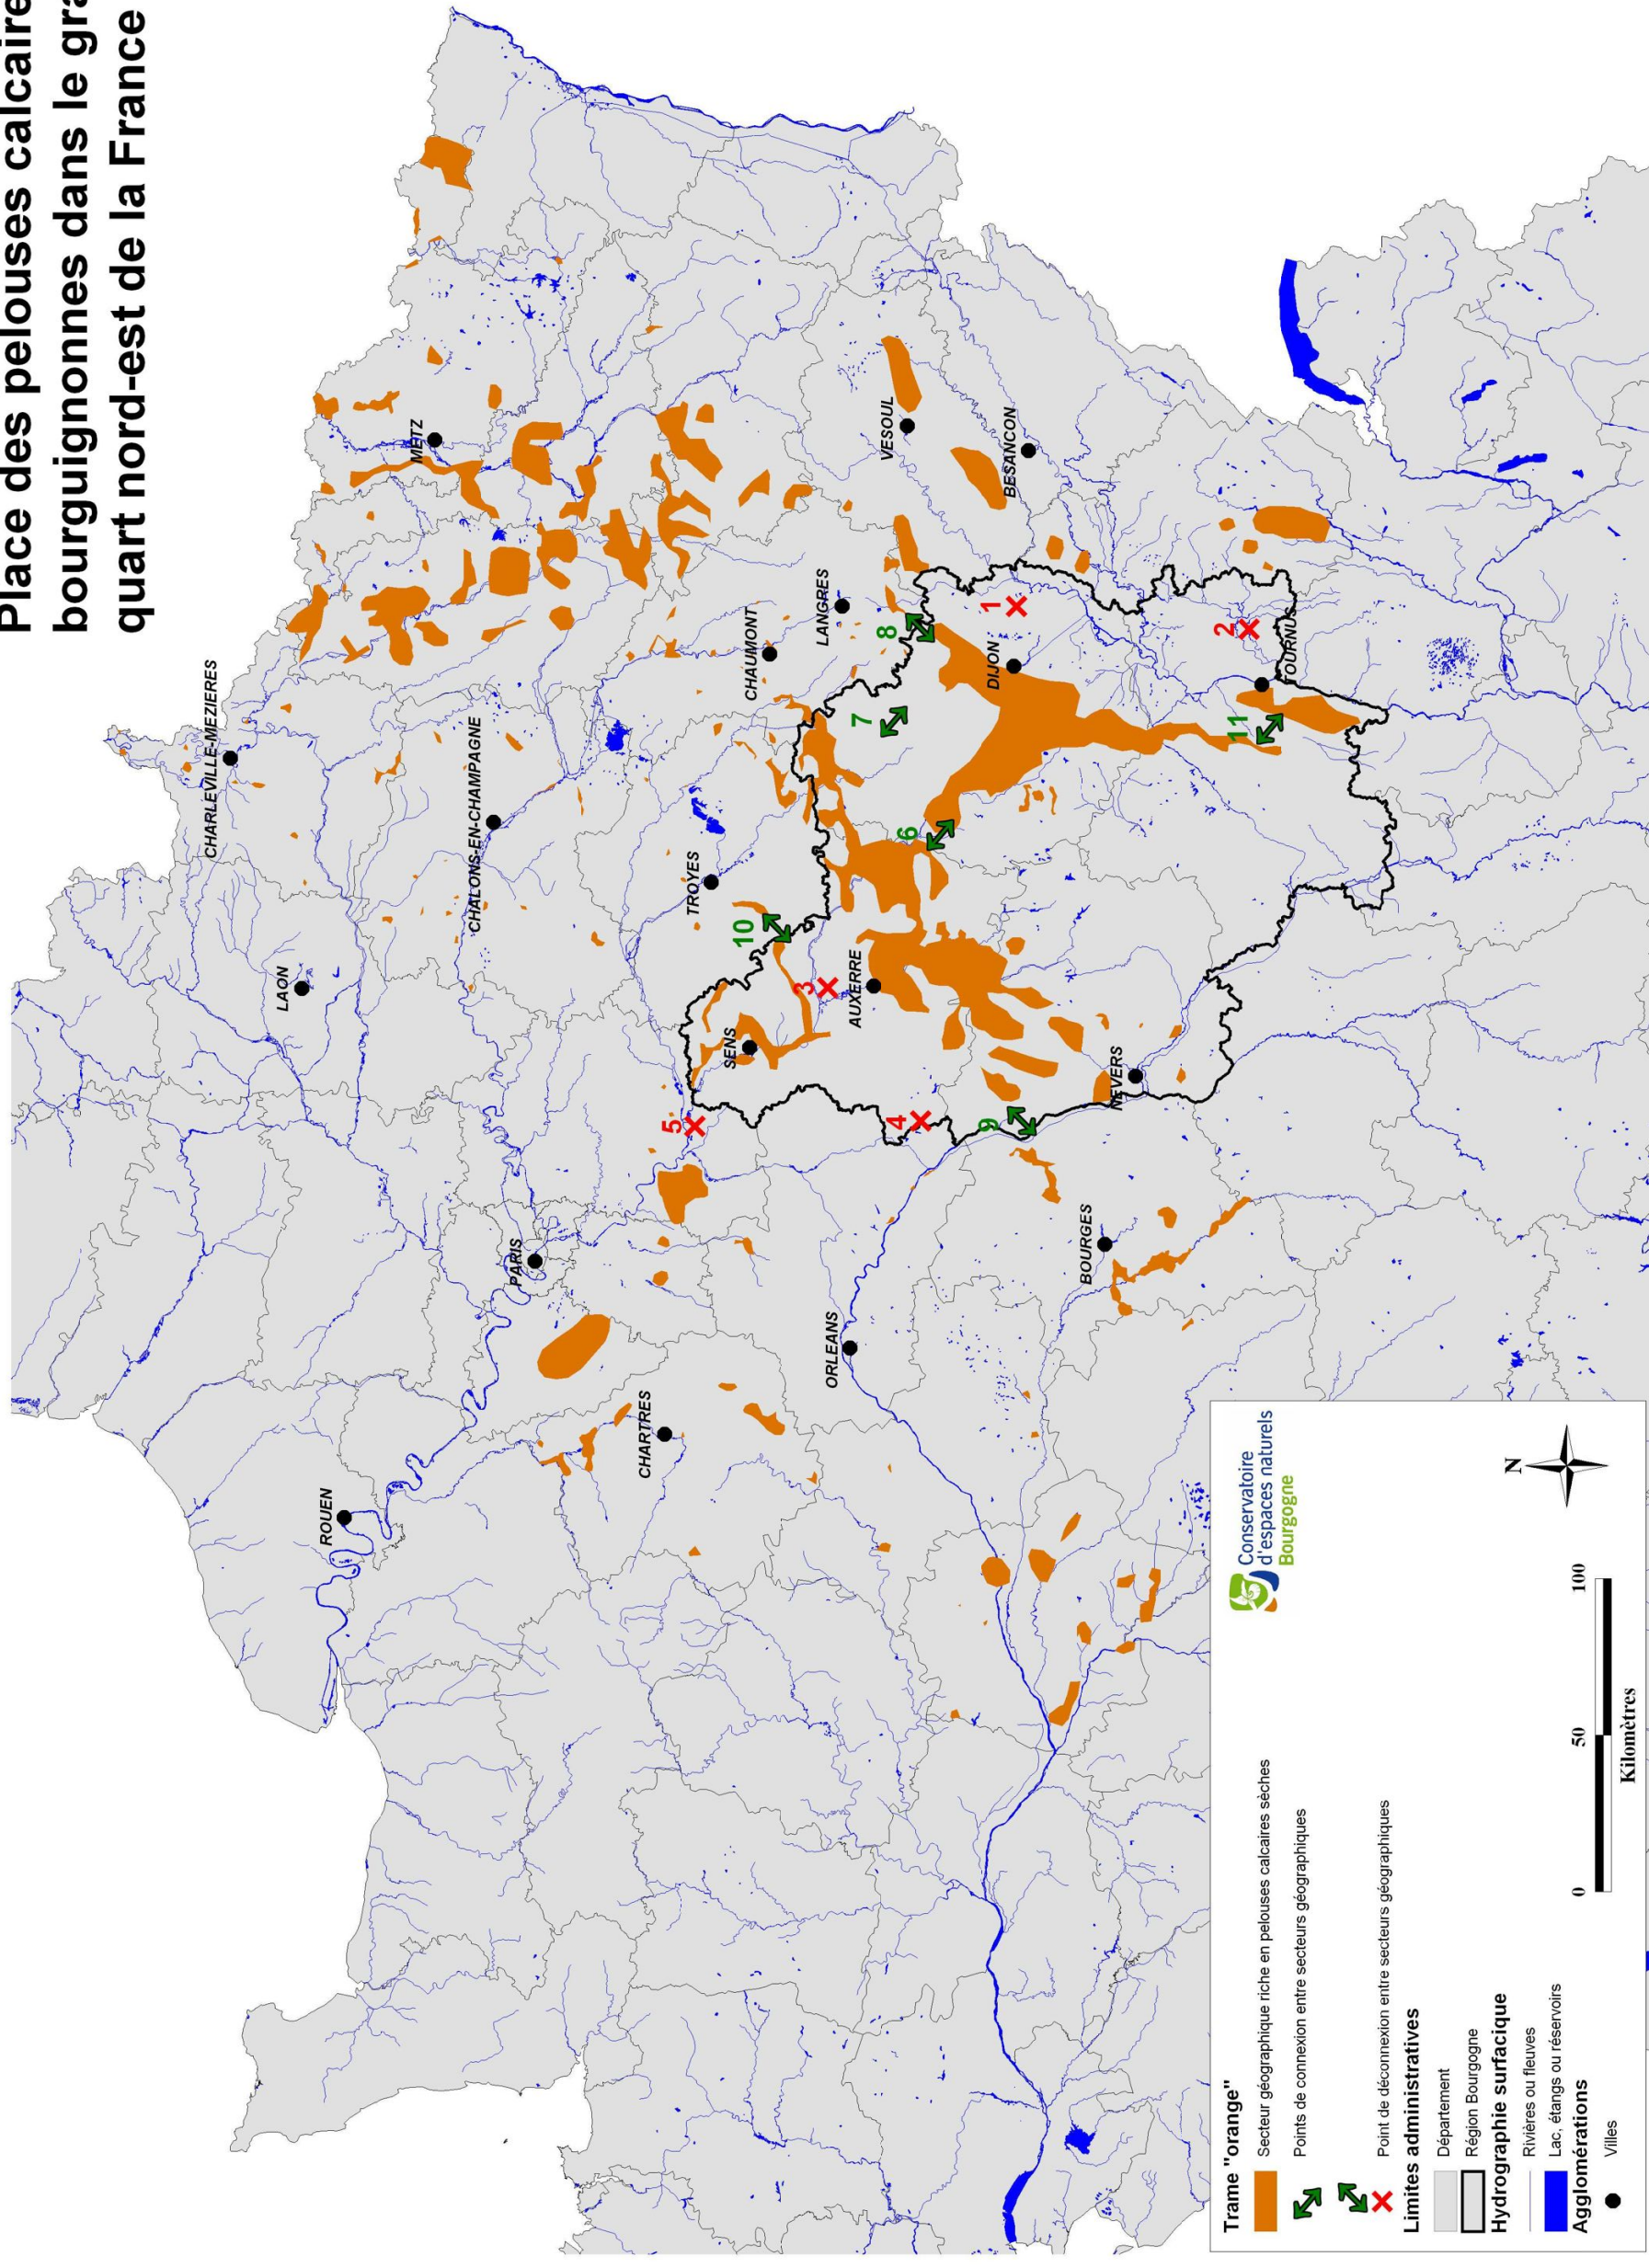 Place des pelouses calcaire
bourguignonnes dans le gra
quart nord-est de la France
CHARLEVILLE-MEZIERES
LAON
ROUEN
METZ
CHALONS-EN-CHAMPAGNE
PARIS
CHARTRES
TROYES
SENS
CHAUMONT
LANGRES
ORLEANS
AUXERRE
VESOUL
DIJON
BESANCON
BOURGES
NEVERS
TOURNUS
1
2
3
4
5
6
7
8
9
10
11
Trame "orange"
Secteur géographique riche en pelouses calcaires sèches
Points de connexion entre secteurs géographiques
Point de déconnexion entre secteurs géographiques
Limites administratives
Département
Région Bourgogne
Hydrographie surfacique
Rivières ou fleuves
Lac, étangs ou réservoirs
Agglomérations
Villes
Conservatoire
d'espaces naturels
Bourgogne
N
0 50 100
Kilomètres